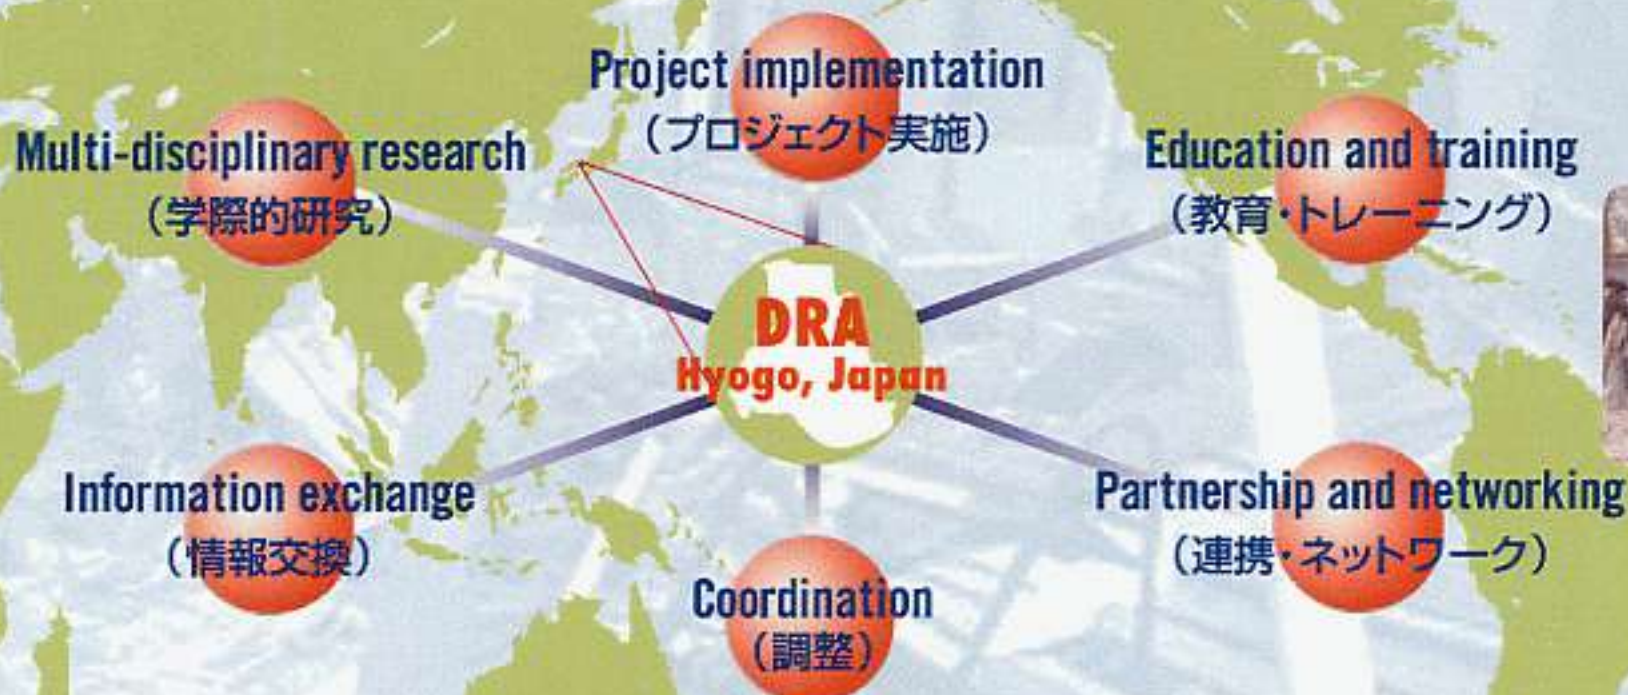 Project implementation
（プロジェクト実施）
Multi-disciplinary research
（学際的研究）
Education and training
（教育・トレーニング）
DRA
Hyogo, Japan
Information exchange
（情報交換）
Partnership and networking
（連携・ネットワーク）
Coordination
（調整）